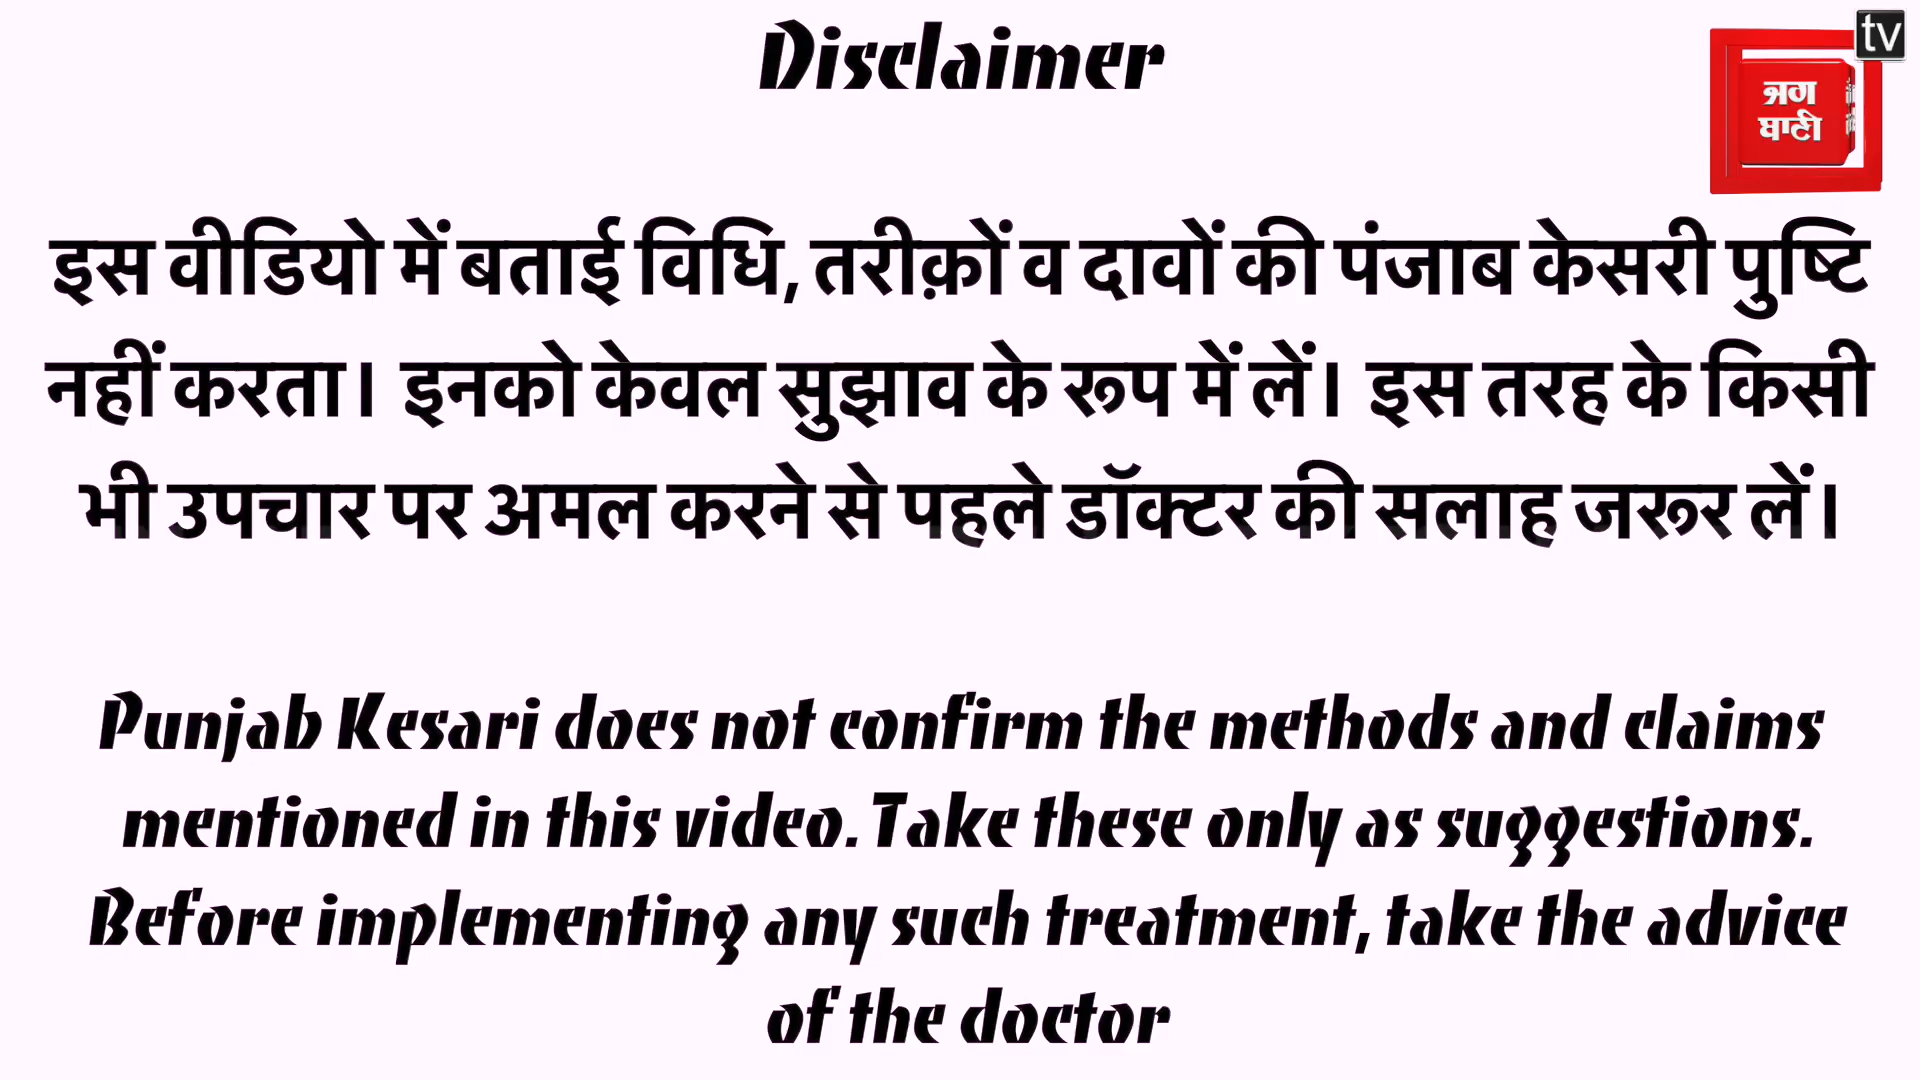 Disclaimer
tv
ਜਗ
ਬਾਣੀ
इस वीडियो में बताई विधि, तरीक़ों व दावों की पंजाब केसरी पुष्टि
नहीं करता। इनको केवल सुझाव के रूप में लें। इस तरह के किसी
भी उपचार पर अमल करने से पहले डॉक्टर की सलाह जरूर लें।
Punjab Kesari does not confirm the methods and claims
mentioned in this video. Take these only as suggestions.
Before implementing any such treatment, take the advice
of the doctor